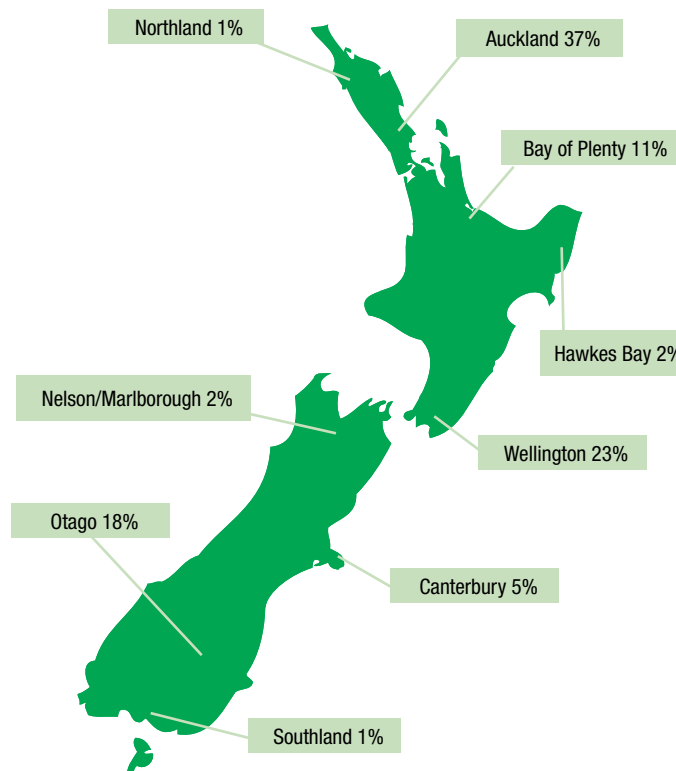 Northland 1%
Auckland 37%
Bay of Plenty 11%
Hawkes Bay 2%
Nelson/Marlborough 2%
Wellington 23%
Otago 18%
Canterbury 5%
Southland 1%